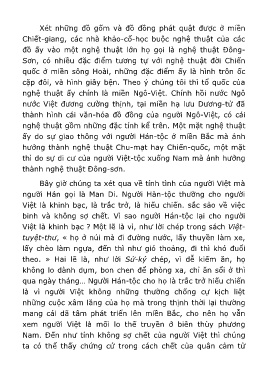 Xét những đồ gốm và đồ đồng phát quật được ở miền
Chiết-giang, các nhà khảo-cổ-học buộc nghệ thuật của các
đồ ấy vào một nghệ thuật lớn họ gọi là nghệ thuật Đông-
Sơn, có nhiều đặc điểm tương tự với nghệ thuật đời Chiến
quốc ở miền sông Hoài, những đặc điểm ấy là hình trôn ốc
cặp đôi, và hình giây bện. Theo ý chúng tôi thì tổ quốc của
nghệ thuật ấy chính là miền Ngô-Việt. Chính hồi nước Ngô
nước Việt đương cường thịnh, tại miền hạ lưu Dương-tử đã
thành hình cái văn-hóa đồ đồng của người Ngô-Việt, có cái
nghệ thuật gồm những đặc tính kể trên. Một mặt nghệ thuật
ấy do sự giao thông với người Hán-tộc ở miền Bắc mà ảnh
hưởng thành nghệ thuật Chu-mạt hay Chiến-quốc, một mặt
thì do sự di cư của người Việt-tộc xuống Nam mà ảnh hưởng
thành nghệ thuật Đông-sơn.
Bây giờ chúng ta xét qua về tính tình của người Việt mà
người Hán gọi là Man Di. Người Hán-tộc thường cho người
Việt là khinh bạc, là trắc trở, là hiếu chiến. sắc sảo về việc
binh và không sợ chết. Vì sao người Hán-tộc lại cho người
Việt là khinh bạc ? Một lẽ là vì, như lời chép trong sách Việt-
tuyệt-thư, « họ ở núi mà đi đường nước, lấy thuyền làm xe,
lấy chèo làm ngựa, đến thì như gió thoảng, đi thì khó đuổi
theo. » Hai lẽ là, như lời Sử-ký chép, vì dễ kiếm ăn, họ
không lo dành dụm, bon chen để phòng xa, chỉ ăn sổi ở thì
qua ngày tháng... Người Hán-tộc cho họ là trắc trở hiếu chiến
là vì người Việt không những thường chống cự kịch liệt
những cuộc xâm lăng của họ mà trong thịnh thời lại thường
mang cái dã tâm phát triển lên miền Bắc, cho nên họ vẫn
xem người Việt là mối lo truyền kiếp ở biên thùy phương
Nam. Đến như tính không sợ chết của người Việt thì chúng
ta có thể thấy chứng cứ trong cách chết của quân cảm tử